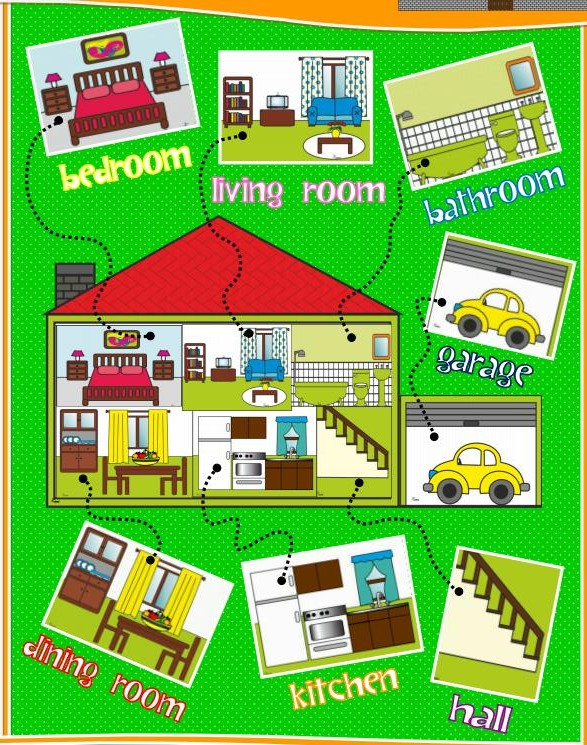 bedroom
living room
bathroom
garage
dining room
kitchen
hall